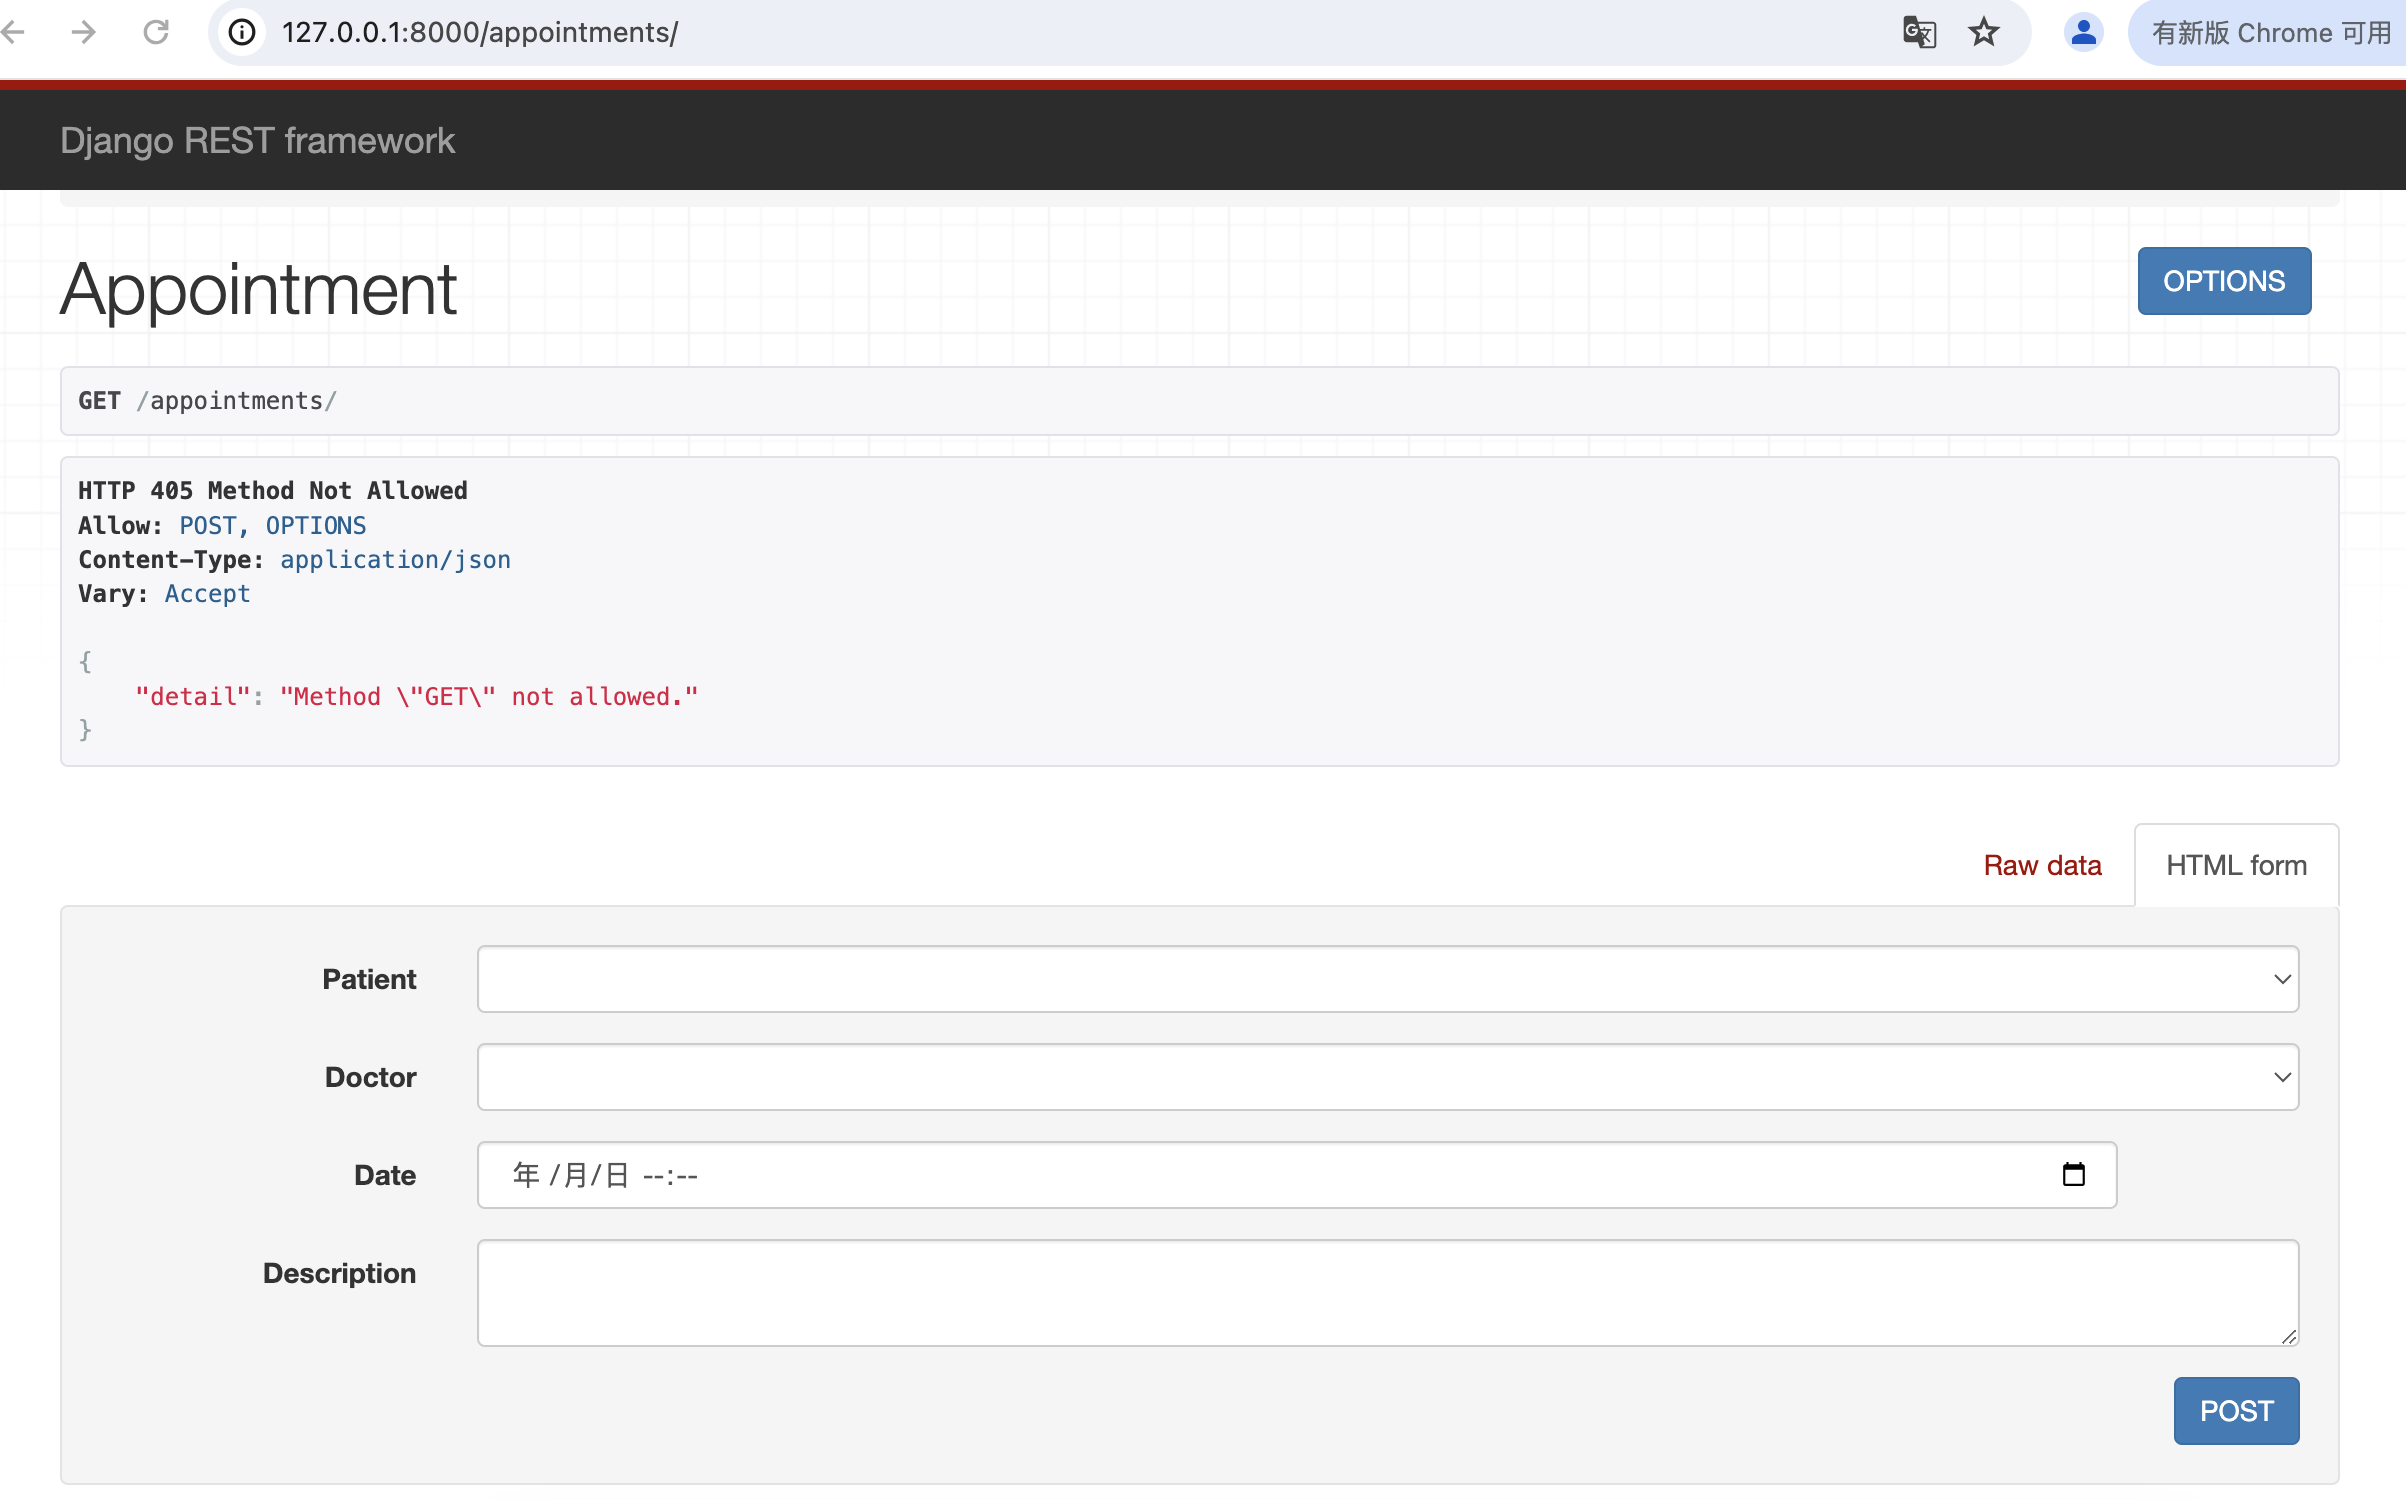 127.0.0.1:8000/appointments/
有新版 Chrome 可用
Django REST framework
Appointment
OPTIONS
GET /appointments/
HTTP 405 Method Not Allowed
Allow: POST, OPTIONS
Content-Type: application/json
Vary: Accept
{
"detail": "Method \"GET\" not allowed."
}
Raw data
HTML form
Patient
Doctor
Date
年 /月/日 --:--
Description
POST